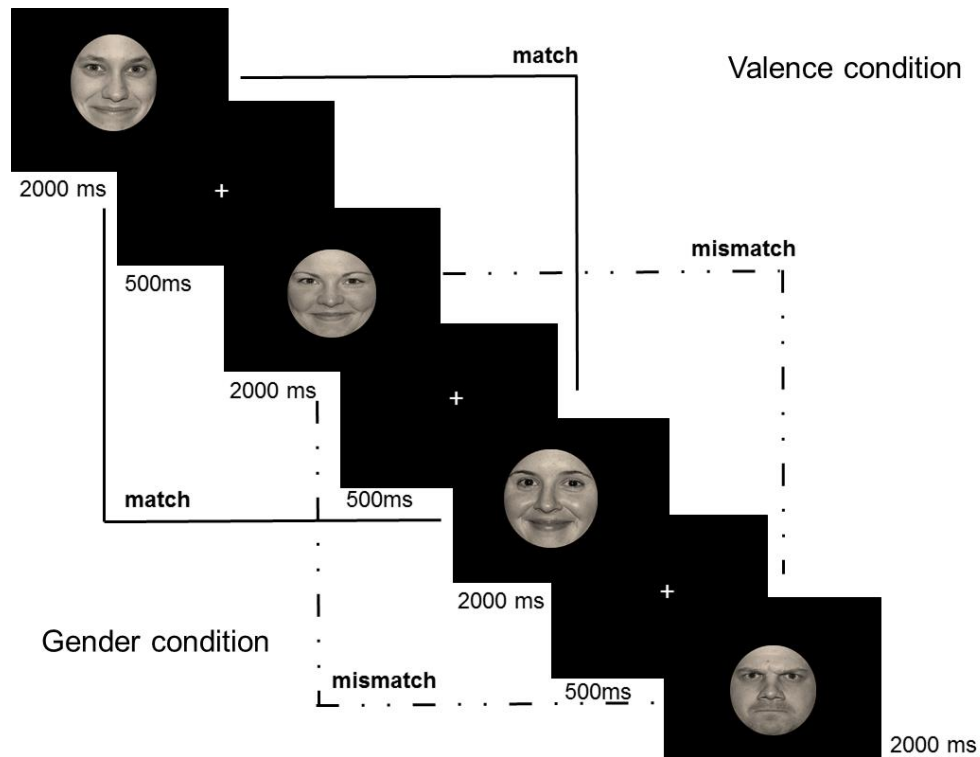 match
Valence condition
2000 ms
mismatch
500ms
2000 ms
match
500ms
2000 ms
Gender condition
mismatch
500ms
2000 ms